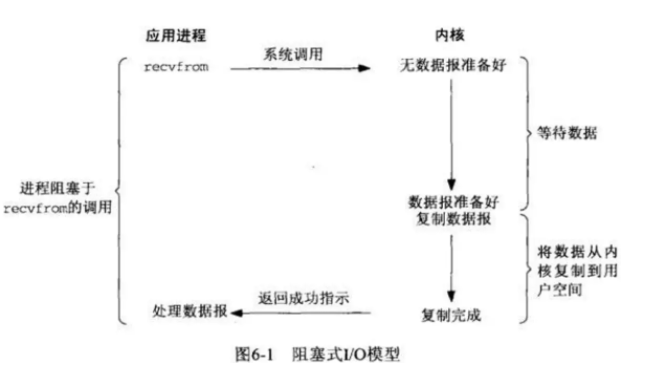 应用进程
内核
recvfrom
系统调用
无数据报准备好
等待数据
进程阻塞于
recvfrom的调用
数据报准备好
复制数据报
将数据从内
核复制到用
户空间
处理数据报
返回成功指示
复制完成
图6-1 阻塞式I/O模型